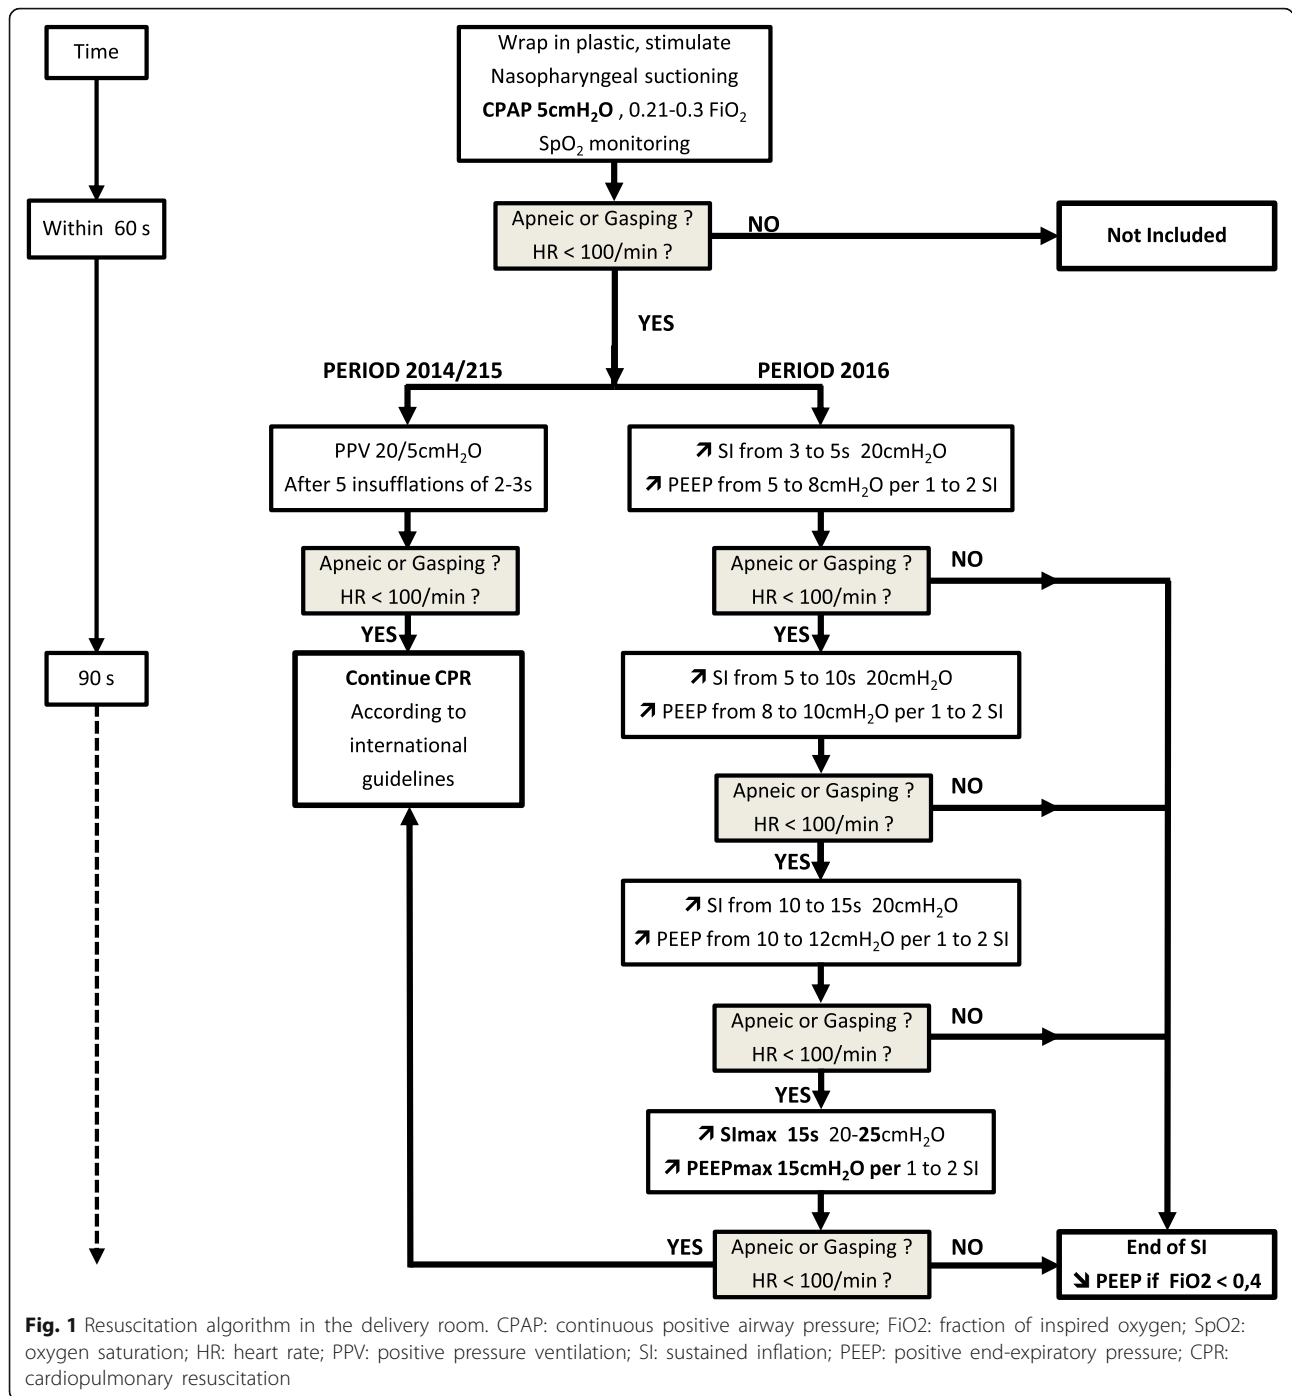 Time
Wrap in plastic, stimulate
Nasopharyngeal suctioning
CPAP 5cmH₂O , 0.21-0.3 FiO₂
SpO₂ monitoring
Within 60 s
Apneic or Gasping ?
HR < 100/min ?
NO
Not Included
YES
PERIOD 2014/215
PERIOD 2016
PPV 20/5cmH₂O
After 5 insufflations of 2-3s
↗ SI from 3 to 5s 20cmH₂O
↗ PEEP from 5 to 8cmH₂O per 1 to 2 SI
Apneic or Gasping ?
HR < 100/min ?
Apneic or Gasping ?
HR < 100/min ?
NO
YES
YES
90 s
Continue CPR
According to
international
guidelines
↗ SI from 5 to 10s 20cmH₂O
↗ PEEP from 8 to 10cmH₂O per 1 to 2 SI
Apneic or Gasping ?
HR < 100/min ?
NO
YES
↗ SI from 10 to 15s 20cmH₂O
↗ PEEP from 10 to 12cmH₂O per 1 to 2 SI
Apneic or Gasping ?
HR < 100/min ?
NO
YES
↗ SImax 15s 20-25cmH₂O
↗ PEEPmax 15cmH₂O per 1 to 2 SI
YES
Apneic or Gasping ?
HR < 100/min ?
NO
End of SI
↘ PEEP if FiO2 < 0,4
Fig. 1 Resuscitation algorithm in the delivery room. CPAP: continuous positive airway pressure; FiO2: fraction of inspired oxygen; SpO2:
oxygen saturation; HR: heart rate; PPV: positive pressure ventilation; SI: sustained inflation; PEEP: positive end-expiratory pressure; CPR:
cardiopulmonary resuscitation